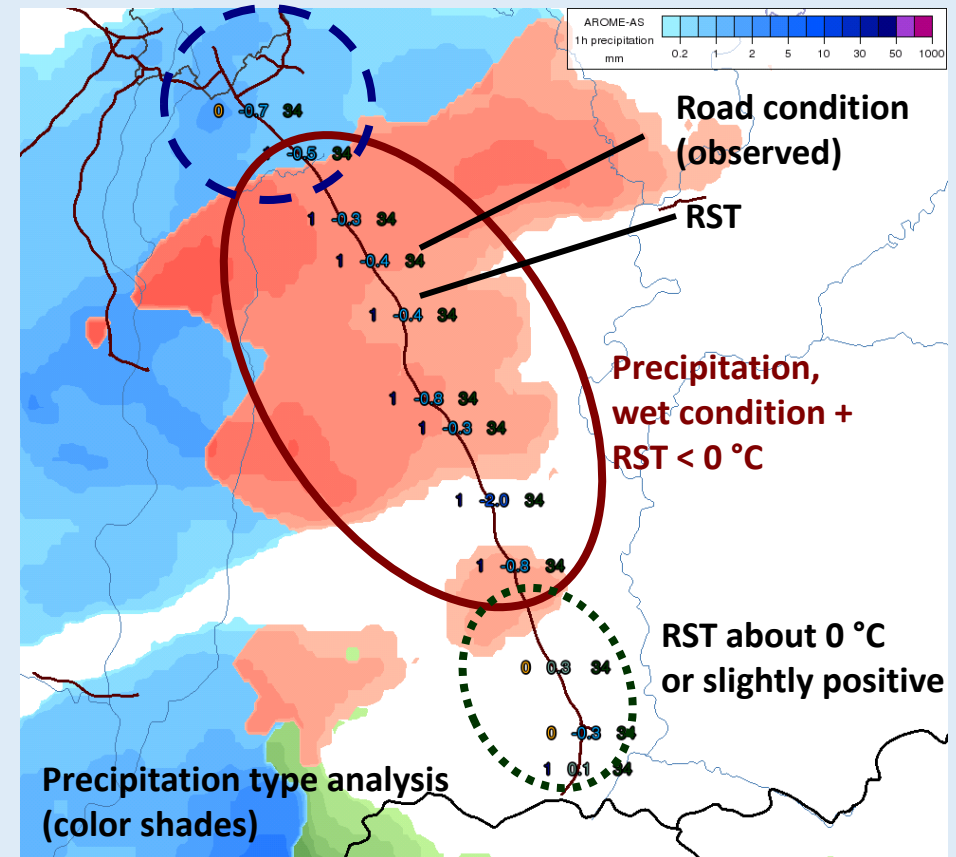 AROME-AS
1h precipitation
mm
0.2 1 2 5 10 30 50 1000
0 -0.7 34
Road condition
(observed)
1 -0.5 34
RST
1 -0.3 34
1 -0.4 34
1 -0.4 34
Precipitation,
wet condition +
RST < 0 °C
1 -0.8 34
1 -0.3 34
1 -2.0 34
1 -0.8 34
RST about 0 °C
or slightly positive
0 0.3 34
0 -0.3 34
1 0.1 34
Precipitation type analysis
(color shades)